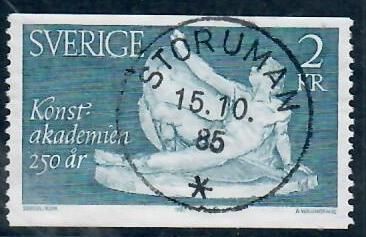 SVERIGE 2
KR
STORUMAN
15.10.
85
*
Konst-
akademien
250 år